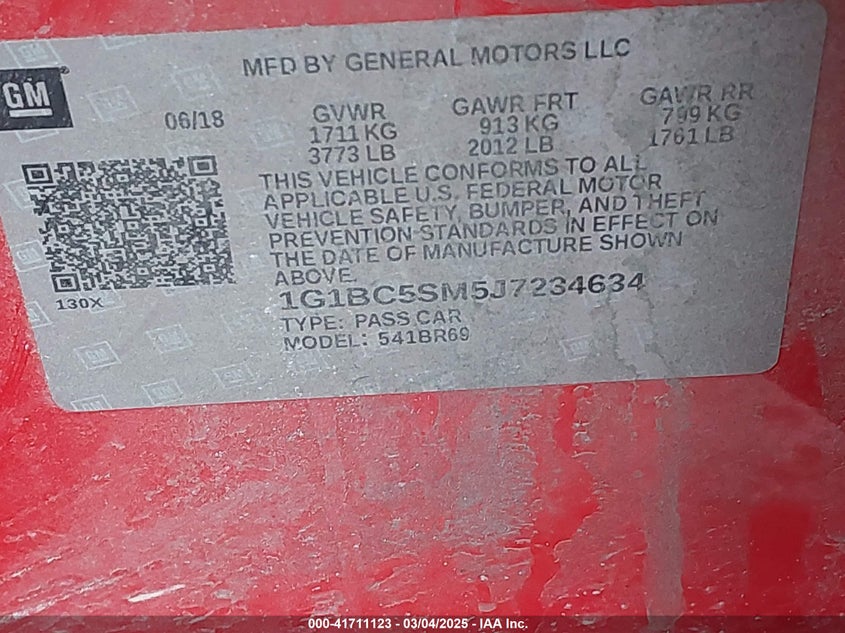 MFD BY GENERAL MOTORS LLC
GM
06/18
GVWR GAWR FRT GAWR RR
1711 KG 913 KG 799 KG
3773 LB 2012 LB 1761 LB
THIS VEHICLE CONFORMS TO ALL
APPLICABLE U.S. FEDERAL MOTOR
VEHICLE SAFETY, BUMPER, AND THEFT
PREVENTION STANDARDS IN EFFECT ON
THE DATE OF MANUFACTURE SHOWN
ABOVE.
130X
1G1BC5SM5J7234634
TYPE: PASS CAR
MODEL: 541BR69
000-41711123 - 03/04/2025 - IAA Inc.